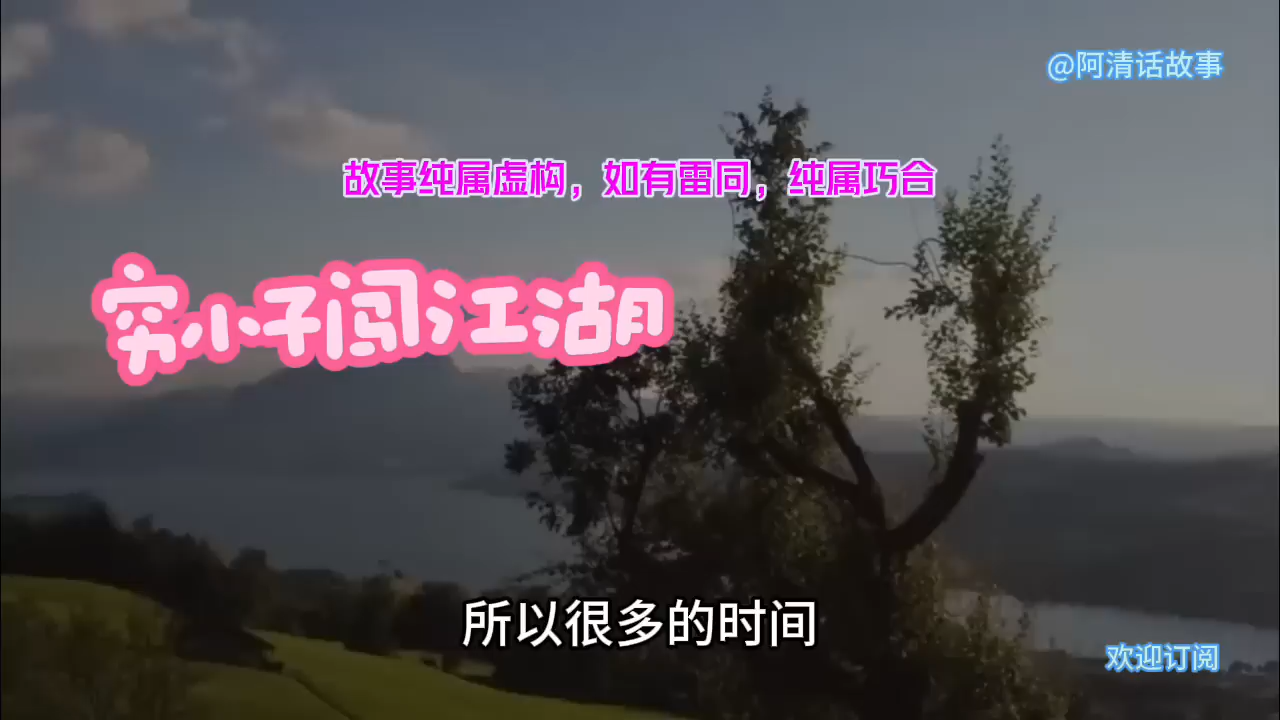 @阿清话故事
故事纯属虚构，如有雷同，纯属巧合
穷小子闯江湖
所以很多的时间
欢迎订阅